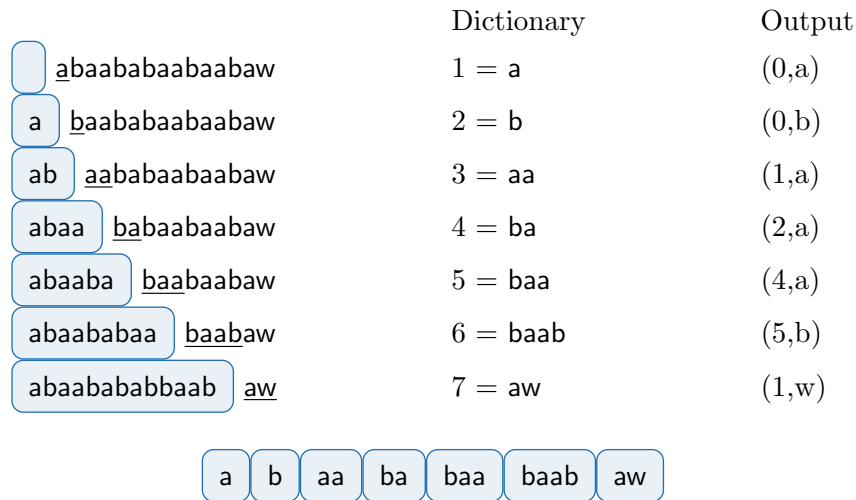 Dictionary Output
abaababaabaabaw 1 = a (0,a)
a baababaabaabaw 2 = b (0,b)
ab aababaabaabaw 3 = aa (1,a)
abaa babaabaabaw 4 = ba (2,a)
abaaba baabaabaw 5 = baa (4,a)
abaababaa baabaw 6 = baab (5,b)
abaabababbaab aw 7 = aw (1,w)
a b aa ba baa baab aw